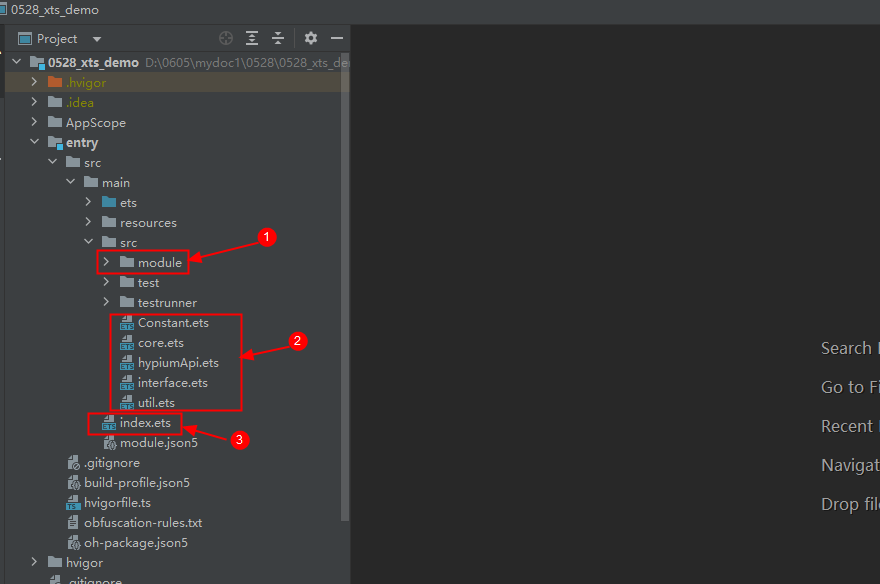 0528_xts_demo
Project
0528_xts_demo D:\0605\mydoc1\0528\0528_xts_de
.hvigor
.idea
AppScope
entry
src
main
ets
resources
src
1
module
test
testrunner
Constant.ets
core.ets
2
hypiumApi.ets
interface.ets
util.ets
index.ets
3
module.json5
.gitignore
build-profile.json5
hvigorfile.ts
obfuscation-rules.txt
oh-package.json5
hvigor
.gitignore
Search
Go to Fi
Recent
Navigat
Drop file